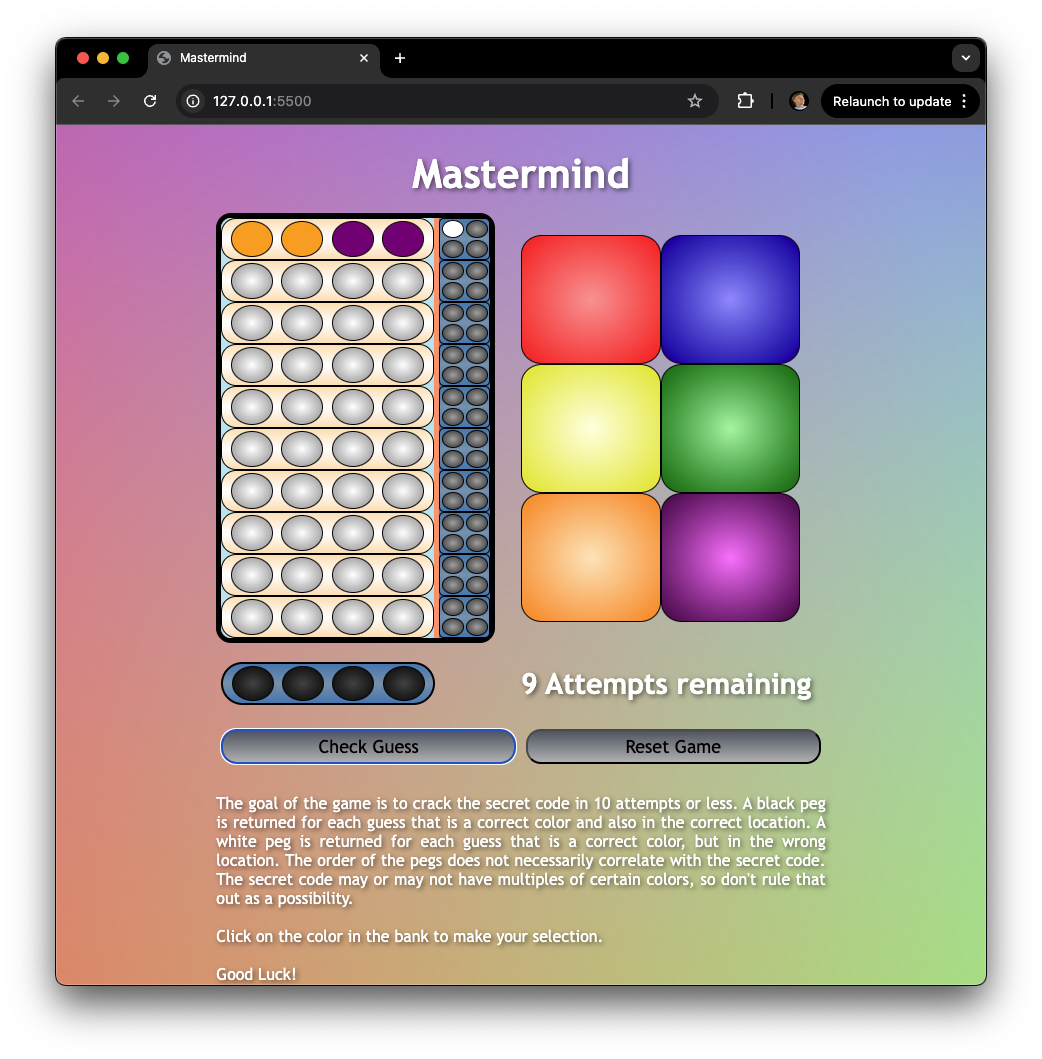 Mastermind
127.0.0.1:5500
Relaunch to update
Mastermind
9 Attempts remaining
Check Guess
Reset Game
The goal of the game is to crack the secret code in 10 attempts or less. A black peg
is returned for each guess that is a correct color and also in the correct location. A
white peg is returned for each guess that is a correct color, but in the wrong
location. The order of the pegs does not necessarily correlate with the secret code.
The secret code may or may not have multiples of certain colors, so don't rule that
out as a possibility.
Click on the color in the bank to make your selection.
Good Luck!